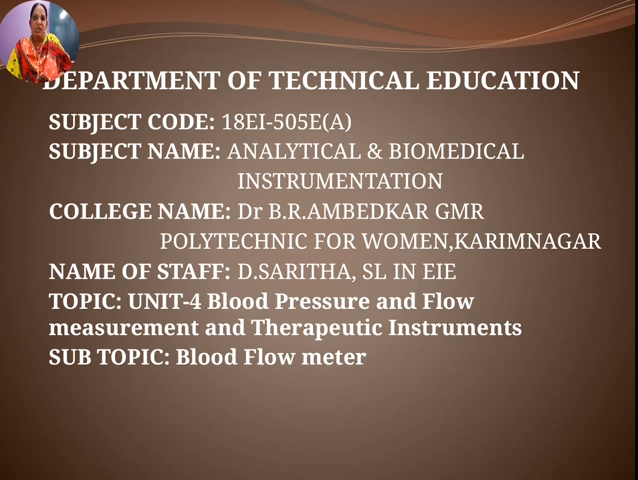 DEPARTMENT OF TECHNICAL EDUCATION
SUBJECT CODE: 18EI-505E(A)
SUBJECT NAME: ANALYTICAL & BIOMEDICAL
INSTRUMENTATION
COLLEGE NAME: Dr B.R.AMBEDKAR GMR
POLYTECHNIC FOR WOMEN,KARIMNAGAR
NAME OF STAFF: D.SARITHA, SL IN EIE
TOPIC: UNIT-4 Blood Pressure and Flow
measurement and Therapeutic Instruments
SUB TOPIC: Blood Flow meter